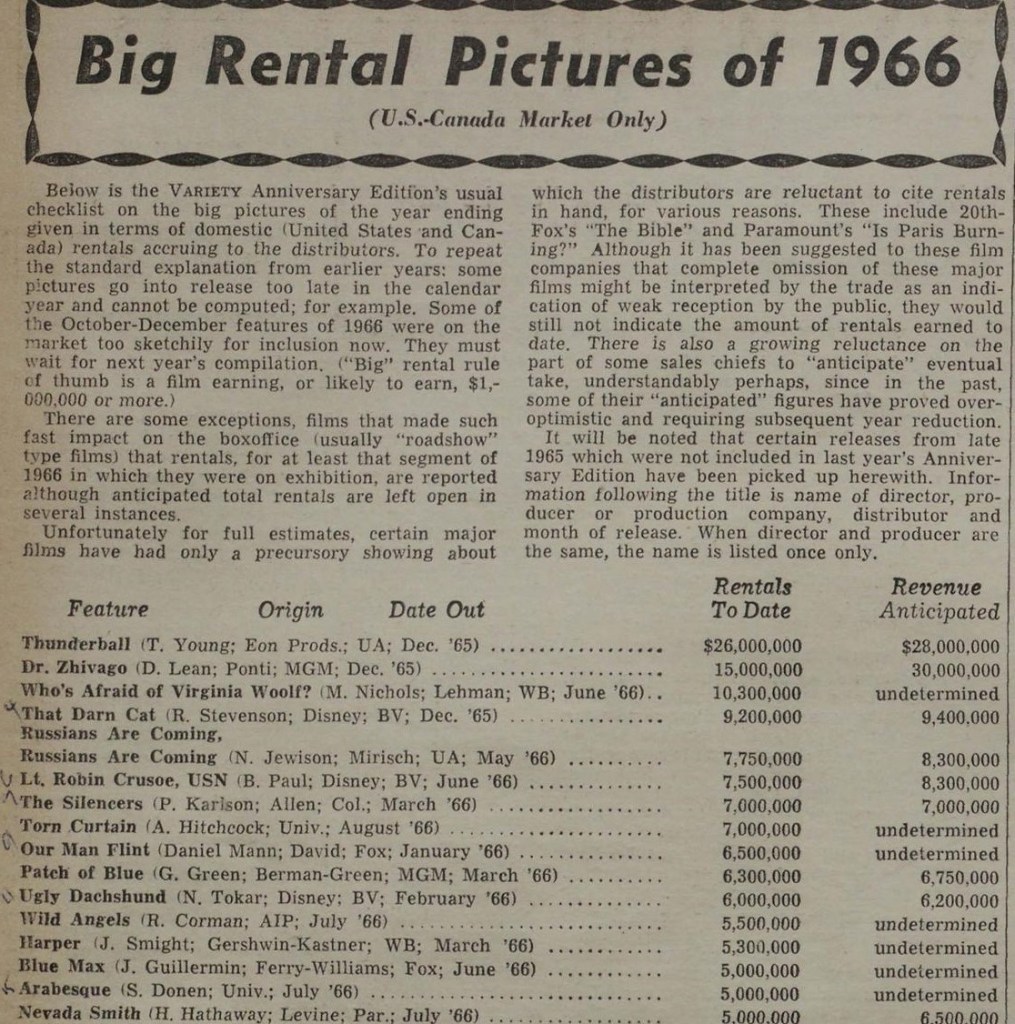 Big Rental Pictures of 1966
(U.S.-Canada Market Only)
Below is the VARIETY Anniversary Edition's usual
checklist on the big pictures of the year ending
given in terms of domestic (United States and Can-
ada) rentals accruing to the distributors. To repeat
the standard explanation from earlier years: some
pictures go into release too late in the calendar
year and cannot be computed; for example. Some of
the October-December features of 1966 were on the
market too sketchily for inclusion now. They must
wait for next year's compilation. ("Big" rental rule
of thumb is a film earning, or likely to earn, $1,-
000,000 or more.)
There are some exceptions, films that made such
fast impact on the boxoffice (usually "roadshow"
type films) that rentals, for at least that segment of
1966 in which they were on exhibition, are reported
although anticipated total rentals are left open in
several instances.
Unfortunately for full estimates, certain major
films have had only a precursory showing about
which the distributors are reluctant to cite rentals
in hand, for various reasons. These include 20th-
Fox's "The Bible" and Paramount's "Is Paris Burn-
ing?" Although it has been suggested to these film
companies that complete omission of these major
films might be interpreted by the trade as an indi-
cation of weak reception by the public, they would
still not indicate the amount of rentals earned to
date. There is also a growing reluctance on the
part of some sales chiefs to "anticipate" eventual
take, understandably perhaps, since in the past,
some of their "anticipated" figures have proved over-
optimistic and requiring subsequent year reduction.
It will be noted that certain releases from late
1965 which were not included in last year's Anniver-
sary Edition have been picked up herewith. Infor-
mation following the title is name of director, pro-
ducer or production company, distributor and
month of release. When director and producer are
the same, the name is listed once only.
Feature Origin Date Out Rentals To Date Revenue Anticipated
Thunderball (T. Young; Eon Prods.; UA; Dec. '65) .................. $26,000,000 $28,000,000
Dr. Zhivago (D. Lean; Ponti; MGM; Dec. '65) ........................ 15,000,000 30,000,000
Who's Afraid of Virginia Woolf? (M. Nichols; Lehman; WB; June '66).. 10,300,000 undetermined
That Darn Cat (R. Stevenson; Disney; BV; Dec. '65) ................ 9,200,000 9,400,000
Russians Are Coming,
Russians Are Coming (N. Jewison; Mirisch; UA; May '66) .......... 7,750,000 8,300,000
Lt. Robin Crusoe, USN (B. Paul; Disney; BV; June '66) .............. 7,500,000 8,300,000
The Silencers (P. Karlson; Allen; Col.; March '66) .................. 7,000,000 7,000,000
Torn Curtain (A. Hitchcock; Univ.; August '66) ...................... 7,000,000 undetermined
Our Man Flint (Daniel Mann; David; Fox; January '66) ............... 6,500,000 undetermined
Patch of Blue (G. Green; Berman-Green; MGM; March '66) .......... 6,300,000 6,750,000
Ugly Dachshund (N. Tokar; Disney; BV; February '66) .............. 6,000,000 6,200,000
Wild Angels (R. Corman; AIP; July '66) ........................... 5,500,000 undetermined
Harper (J. Smight; Gershwin-Kastner; WB; March '66) ............ 5,300,000 undetermined
Blue Max (J. Guillermin; Ferry-Williams; Fox; June '66) ............ 5,000,000 undetermined
Arabesque (S. Donen; Univ.; July '66) .............................. 5,000,000 undetermined
Nevada Smith (H. Hathaway; Levine; Par.; July '66) .................. 5,000,000 6,500,000